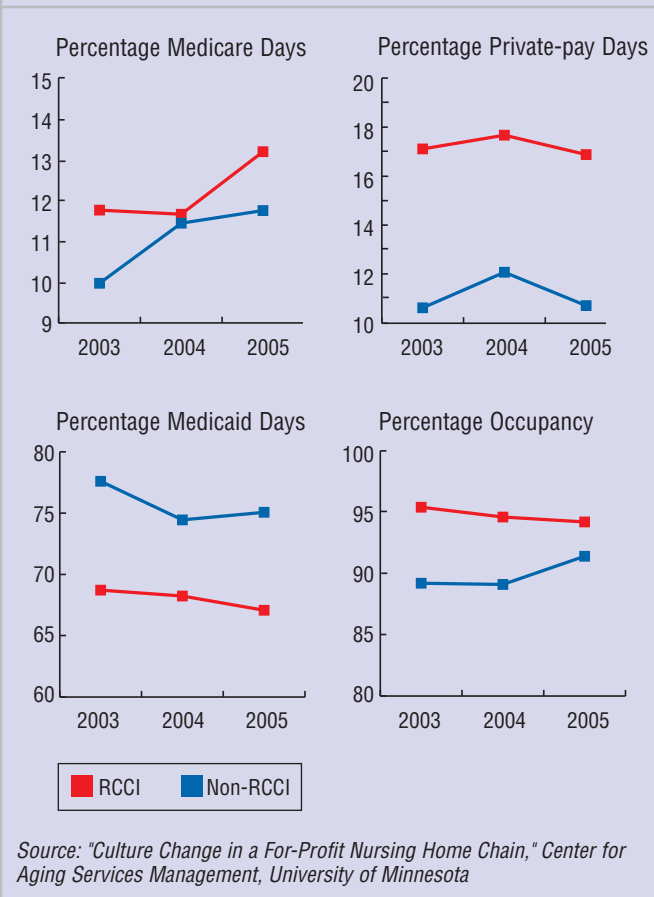 Percentage Medicare Days
15
14
13
12
11
10
9
2003 2004 2005
Percentage Private-pay Days
20
18
16
14
12
10
2003 2004 2005
Percentage Medicaid Days
80
75
70
65
60
2003 2004 2005
Percentage Occupancy
100
95
90
85
80
2003 2004 2005
RCCI Non-RCCI
Source: "Culture Change in a For-Profit Nursing Home Chain," Center for
Aging Services Management, University of Minnesota